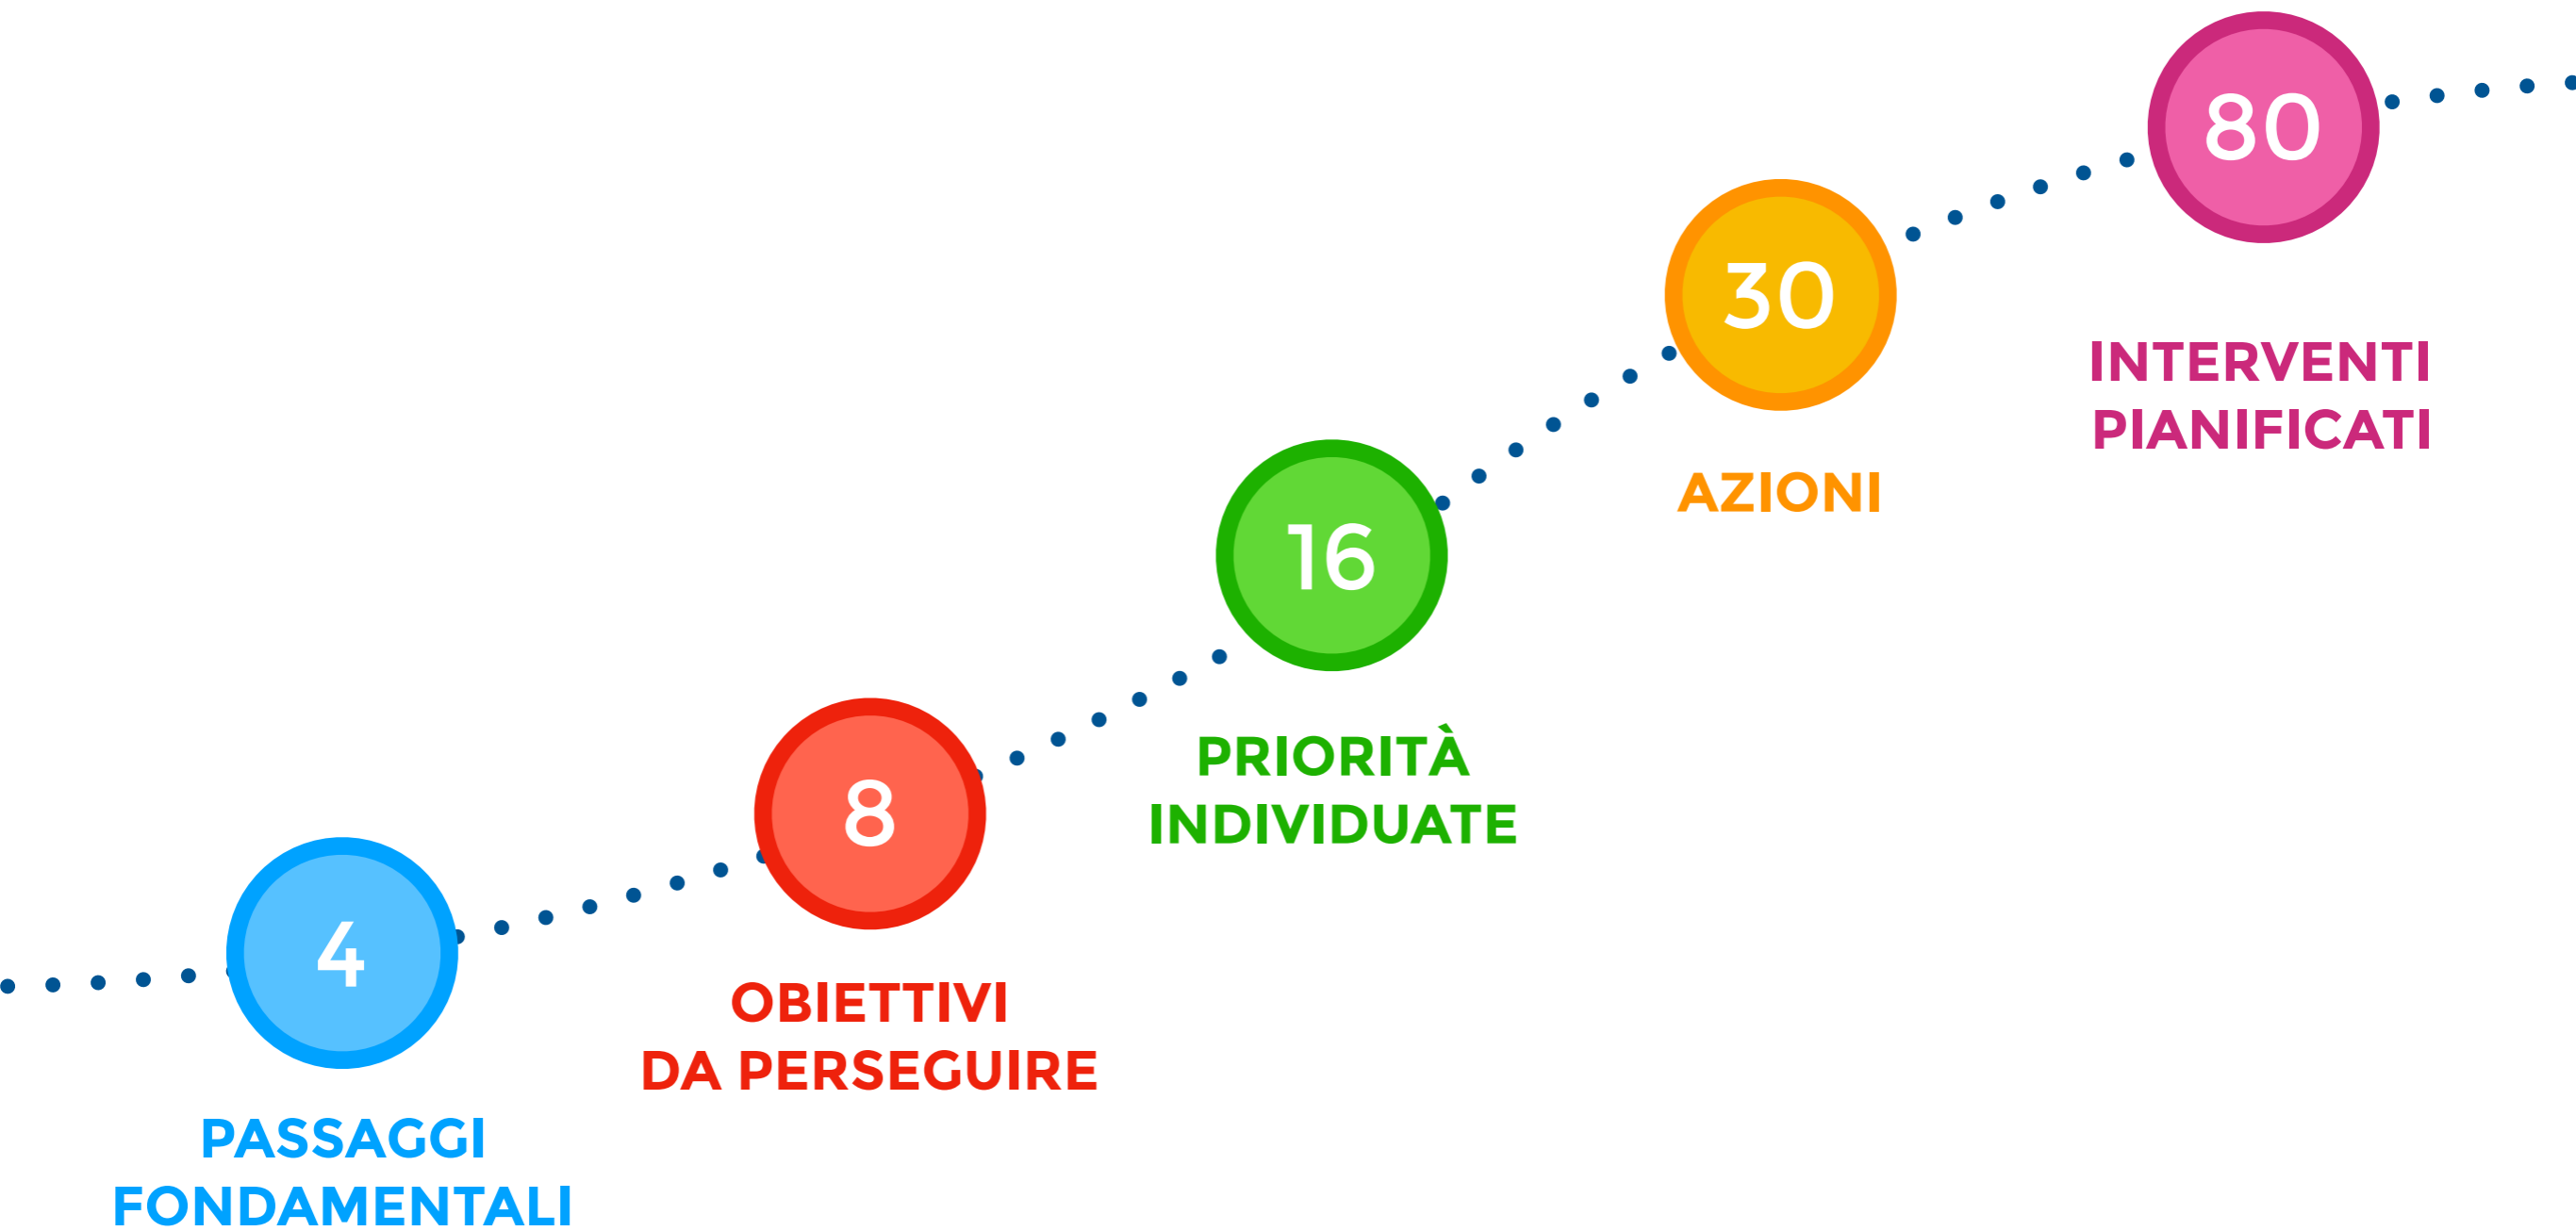 4
PASSAGGI
FONDAMENTALI
8
OBIETTIVI
DA PERSEGUIRE
16
PRIORITÀ
INDIVIDUATE
30
AZIONI
80
INTERVENTI
PIANIFICATI